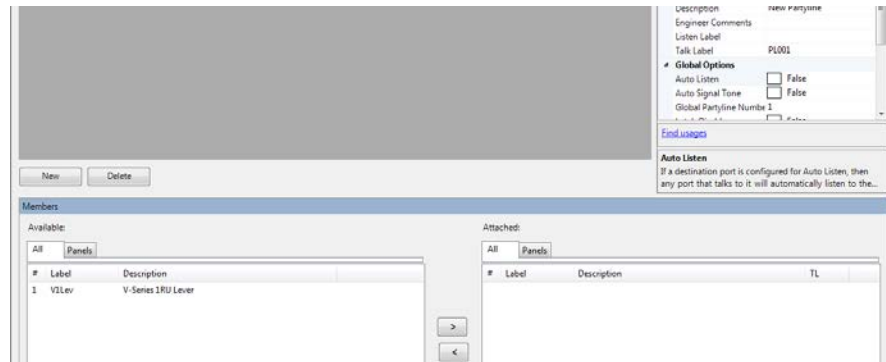 Description New Partyline
Engineer Comments
Listen Label
Talk Label PL001
Global Options
Auto Listen False
Auto Signal Tone False
Global Partyline Numbe 1
False
Find usages
Auto Listen
If a destination port is configured for Auto Listen, then
any port that talks to it will automatically listen to the...
New Delete
Members
Available: Attached:
All Panels All Panels
# Label Description # Label Description TL
1 V1Lev V-Series 1RU Lever
> 
<